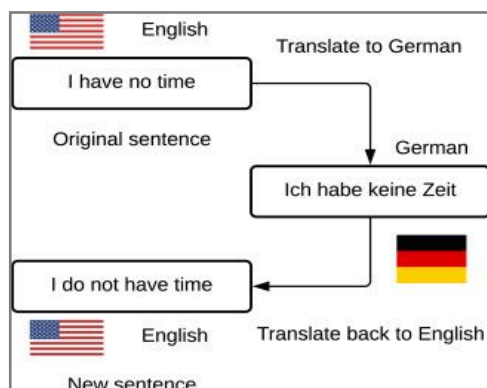 English
Translate to German
I have no time
Original sentence
German
Ich habe keine Zeit
I do not have time
English
Translate back to English
New sentence